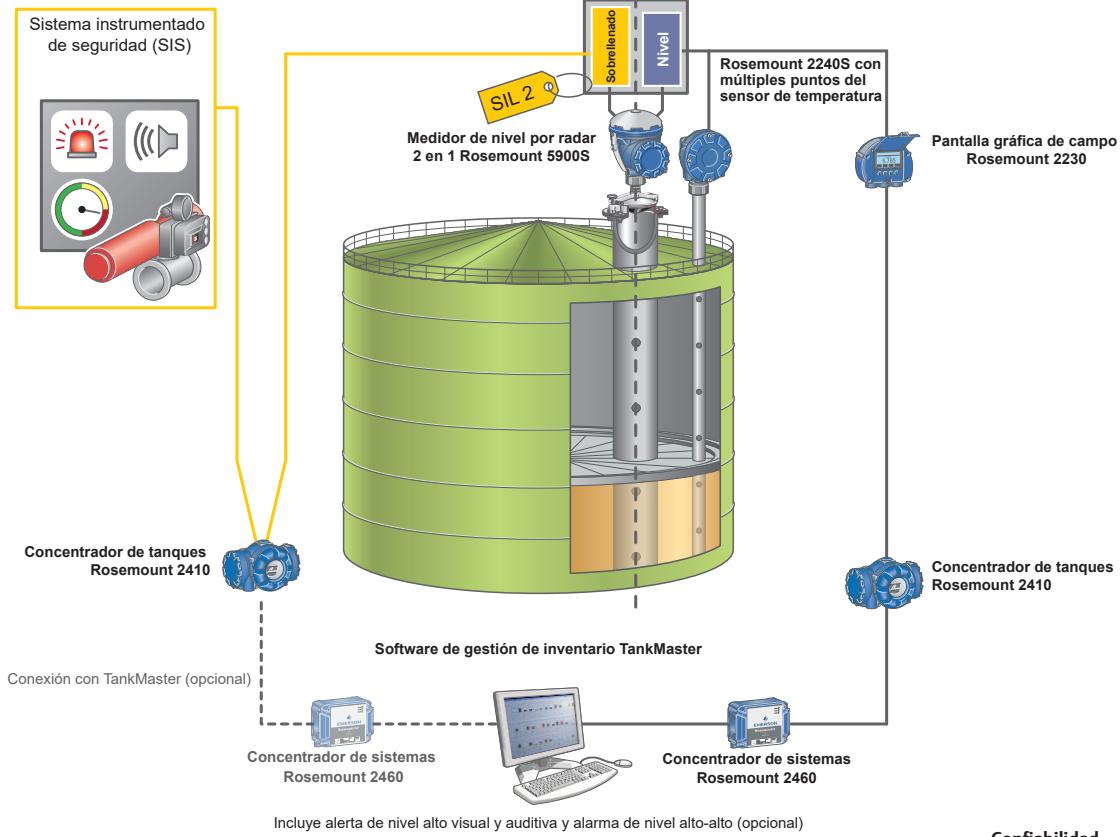 Sistema instrumentado
de seguridad (SIS)
Sobrellenado
Nivel
SIL 2
Rosemount 2240S con
múltiples puntos del
sensor de temperatura
Medidor de nivel por radar
2 en 1 Rosemount 5900S
Pantalla gráfica de campo
Rosemount 2230
Concentrador de tanques
Rosemount 2410
Concentrador de tanques
Rosemount 2410
Software de gestión de inventario TankMaster
Conexión con TankMaster (opcional)
EMERSON
EMERSON
Concentrador de sistemas
Rosemount 2460
Concentrador de sistemas
Rosemount 2460
Incluye alerta de nivel alto visual y auditiva y alarma de nivel alto-alto (opcional)